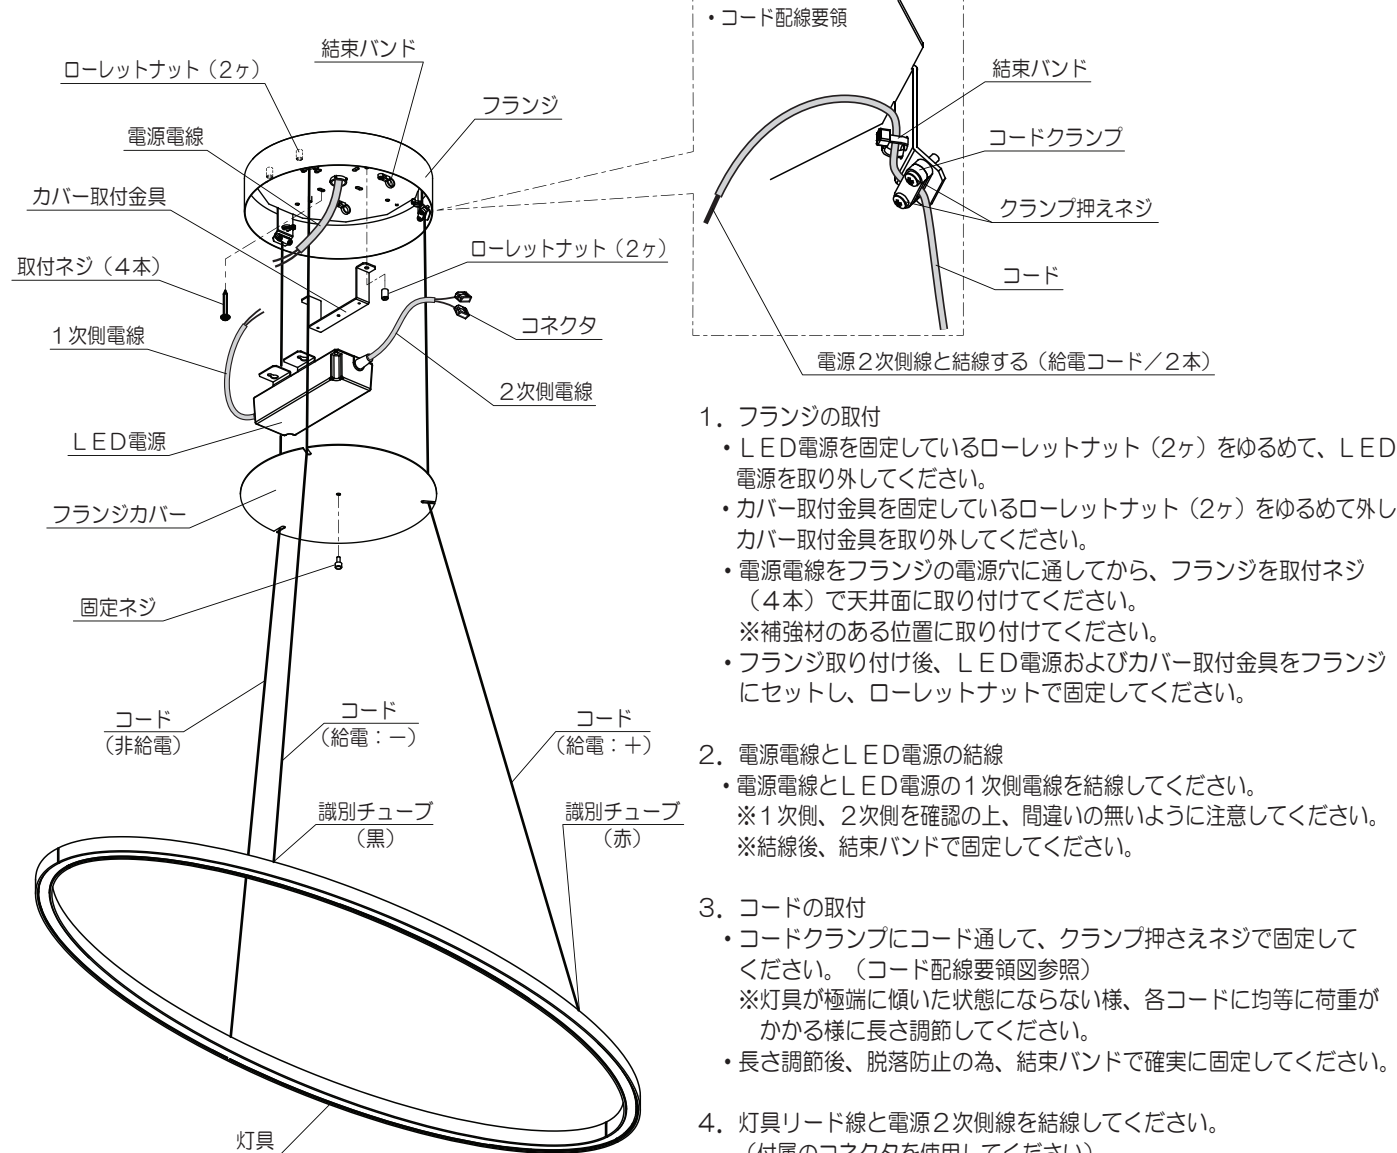 ・コード配線要領
結束バンド
ローレットナット（2ヶ）
フランジ
電源電線
カバー取付金具
ローレットナット（2ヶ）
取付ネジ（４本）
コネクタ
１次側電線
２次側電線
ＬＥＤ電源
フランジカバー
固定ネジ
コード
（非給電）
コード
（給電：－）
コード
（給電：＋）
識別チューブ
（黒）
識別チューブ
（赤）
灯具
結束バンド
コードクランプ
クランプ押えネジ
コード
電源２次側線と結線する（給電コード／２本）
１．フランジの取付
・ＬＥＤ電源を固定しているローレットナット（2ヶ）をゆるめて、ＬＥＤ
電源を取り外してください。
・カバー取付金具を固定しているローレットナット（2ヶ）をゆるめて外し
カバー取付金具を取り外してください。
・電源電線をフランジの電源穴に通してから、フランジを取付ネジ
（４本）で天井面に取り付けてください。
※補強材のある位置に取り付けてください。
・フランジ取り付け後、ＬＥＤ電源およびカバー取付金具をフランジ
にセットし、ローレットナットで固定してください。
２．電源電線とＬＥＤ電源の結線
・電源電線とＬＥＤ電源の１次側電線を結線してください。
※１次側、２次側を確認の上、間違いの無いように注意してください。
※結線後、結束バンドで固定してください。
３．コードの取付
・コードクランプにコード通して、クランプ押さえネジで固定して
ください。（コード配線要領図参照）
※灯具が極端に傾いた状態にならない様、各コードに均等に荷重が
かかる様に長さ調節してください。
・長さ調節後、脱落防止の為、結束バンドで確実に固定してください。
４．灯具リード線と電源２次側線を結線してください。
（付属のコネクタを使用してください）